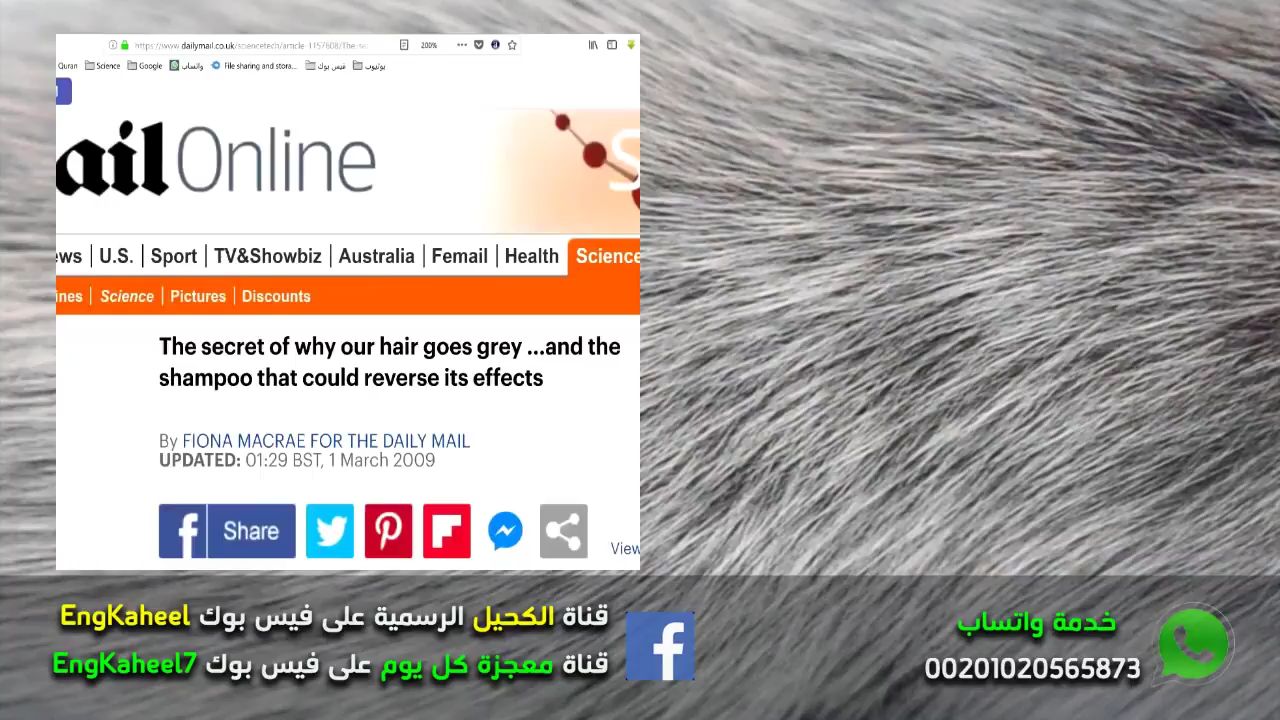 https://www.dailymail.co.uk/sciencetech/article-1157608/The-se
200%
Quran Science Google واتساب File sharing and stora... فيس بوك يوتيوب
ail Online
S
ews U.S. Sport TV&Showbiz Australia Femail Health Science
ines Science Pictures Discounts
The secret of why our hair goes grey ...and the
shampoo that could reverse its effects
By FIONA MACRAE FOR THE DAILY MAIL
UPDATED: 01:29 BST, 1 March 2009
Share
View
قناة الكحيل الرسمية على فيس بوك EngKaheel
قناة معجزة كل يوم على فيس بوك EngKaheel7
خدمة واتساب
00201020565873